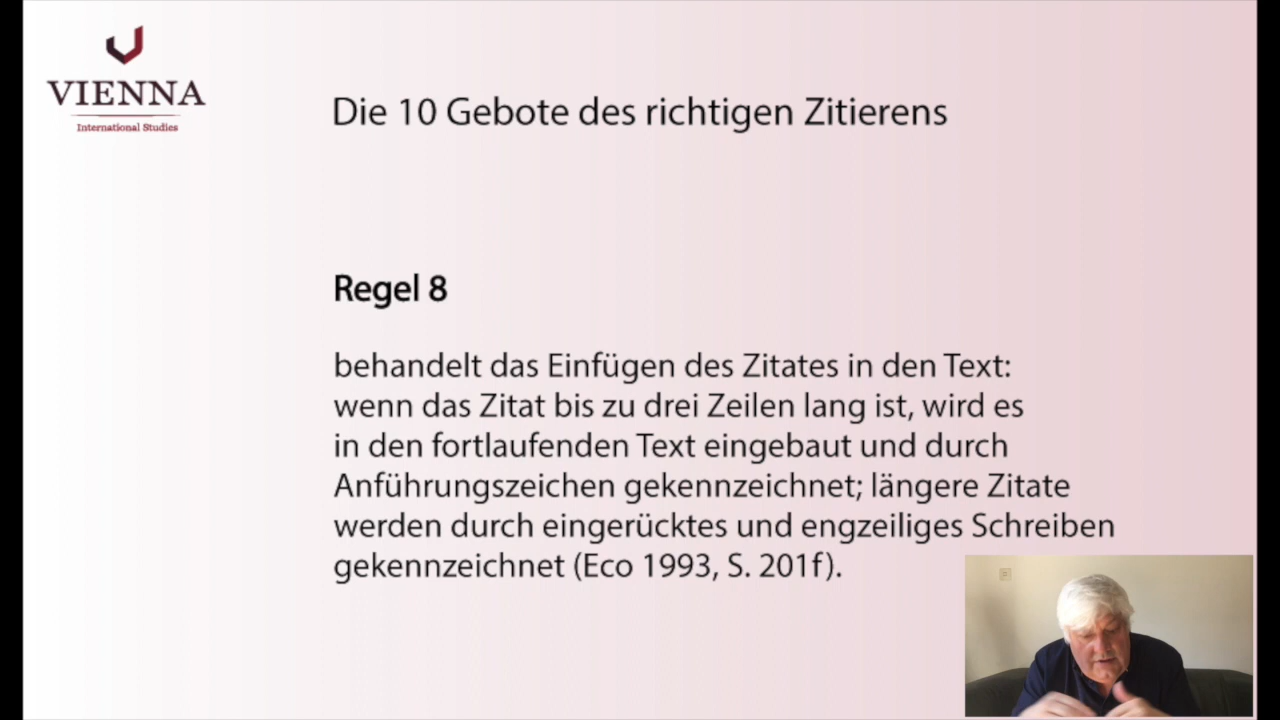 VIENNA
International Studies
Die 10 Gebote des richtigen Zitierens
Regel 8
behandelt das Einfügen des Zitates in den Text:
wenn das Zitat bis zu drei Zeilen lang ist, wird es
in den fortlaufenden Text eingebaut und durch
Anführungszeichen gekennzeichnet; längere Zitate
werden durch eingerücktes und engzeiliges Schreiben
gekennzeichnet (Eco 1993, S. 201f).